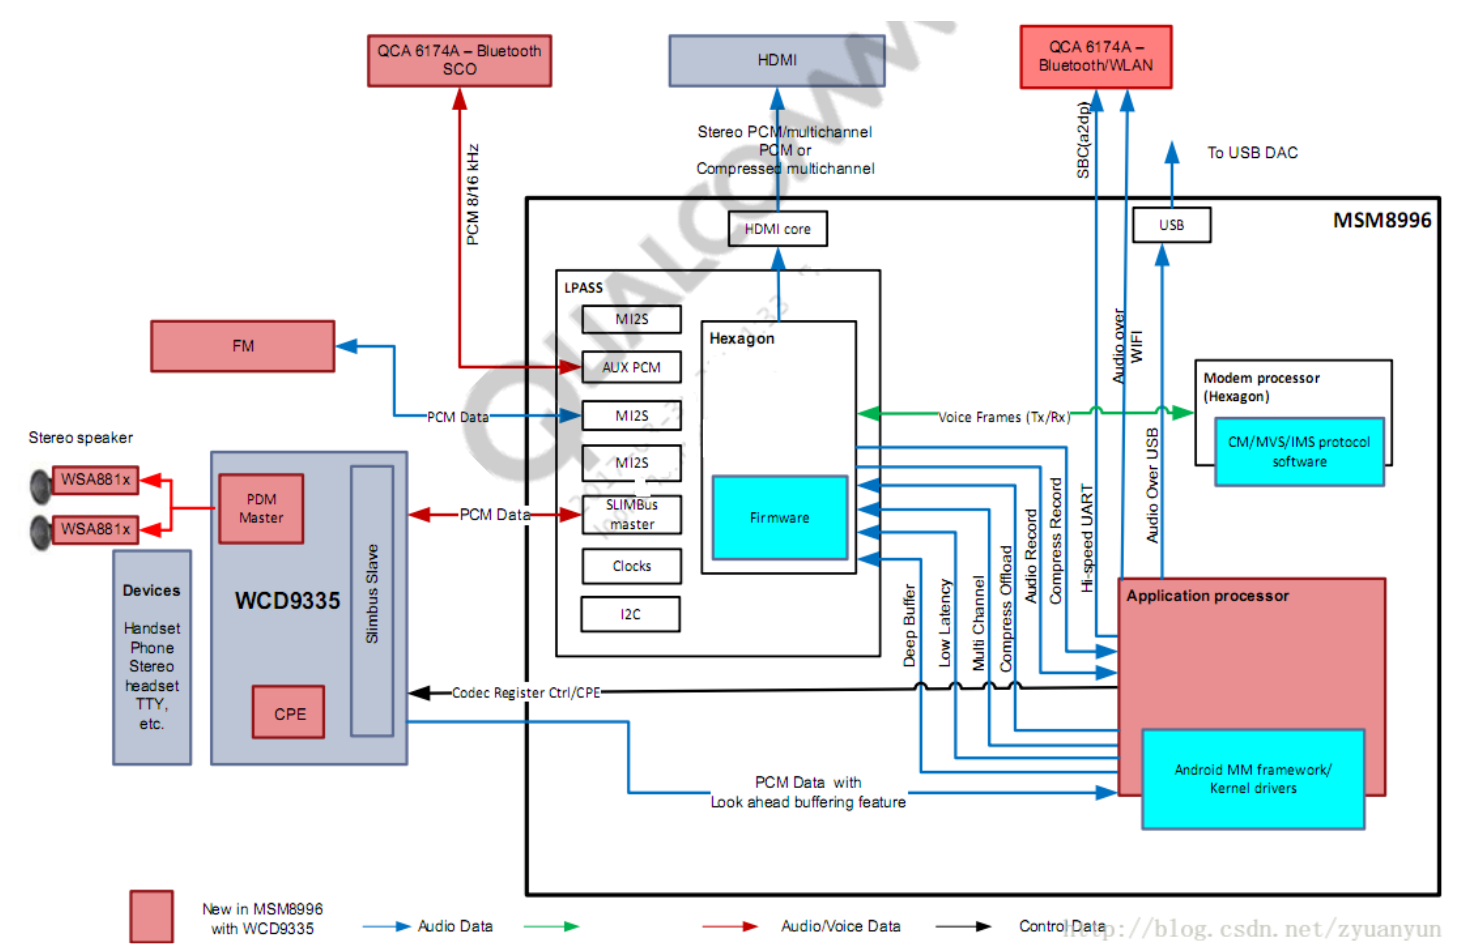 QCA 6174A – Bluetooth
SCO
HDMI
QCA 6174A –
Bluetooth/WLAN
QUALCOMM
Stereo PCM/multichannel
PCM or
Compressed multichannel
PCM 8/16 kHz
SBC(a2dp)
To USB DAC
MSM8996
HDMI core
USB
LPASS
MI2S
AUX PCM
MI2S
MI2S
SLIMBus
master
Clocks
I2C
Hexagon
Firmware
FM
PCM Data
Voice Frames (Tx/Rx)
Audio over
WIFI
Modem processor
(Hexagon)
CM/MVS/IMS protocol
software
Stereo speaker
WSA881x
WSA881x
PDM
Master
WCD9335
CPE
Slimbus Slave
PCM Data
Devices
Handset
Phone
Stereo
headset
TTY,
etc.
Deep Buffer
Low Latency
Multi Channel
Compress Offload
Audio Record
Compress Record
Hi-speed UART
Audio Over USB
Application processor
Android MM framework/
Kernel drivers
Codec Register Ctrl/CPE
PCM Data with
Look ahead buffering feature
New in MSM8996
with WCD9335
Audio Data
Audio/Voice Data
Control Data
http://blog.csdn.net/zyuanyun